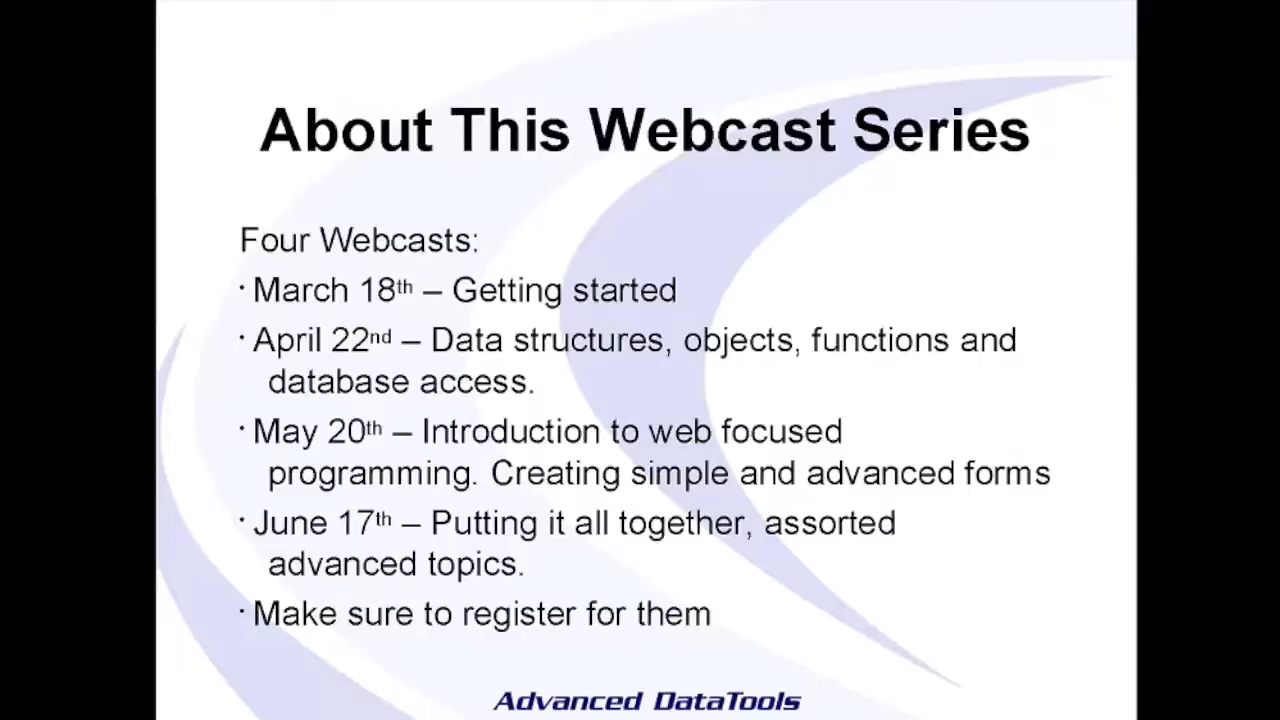 About This Webcast Series
Four Webcasts:
· March 18th – Getting started
· April 22nd – Data structures, objects, functions and
database access.
· May 20th – Introduction to web focused
programming. Creating simple and advanced forms
· June 17th – Putting it all together, assorted
advanced topics.
· Make sure to register for them
Advanced DataTools